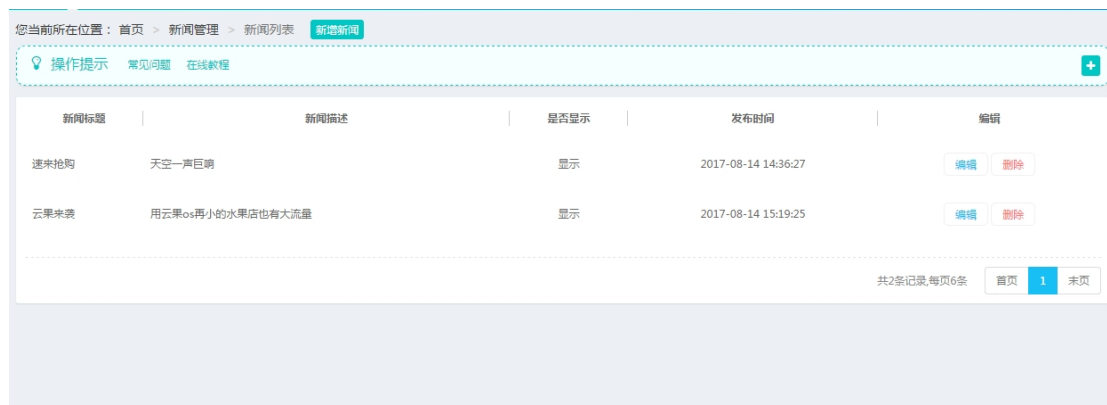 您当前所在位置： 首页 > 新闻管理 > 新闻列表 新增新闻
操作提示 常见问题 在线教程
新闻标题 新闻描述 是否显示 发布时间 编辑
速来抢购 天空一声巨响 显示 2017-08-14 14:36:27 编辑 删除
云果来袭 用云果os再小的水果店也有大流量 显示 2017-08-14 15:19:25 编辑 删除
共2条记录,每页6条 首页 1 末页